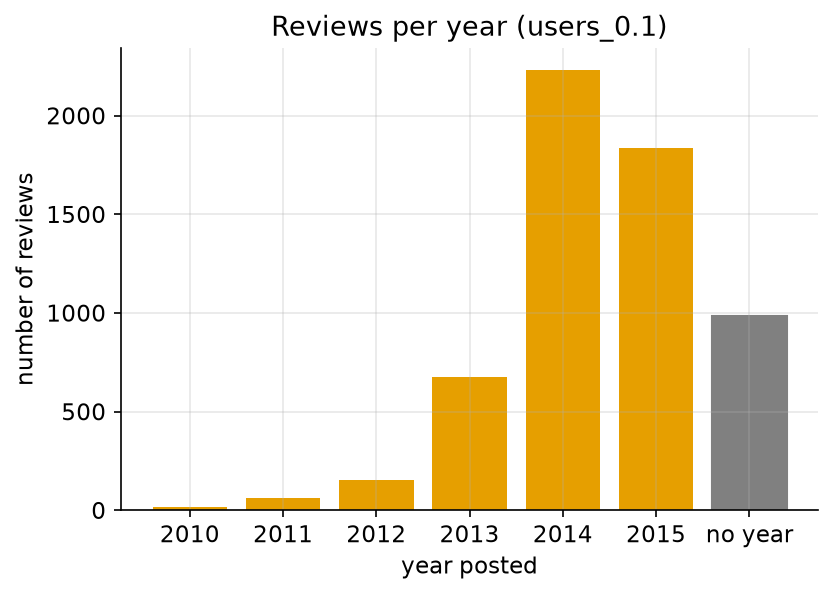 Reviews per year (users_0.1)
number of reviews
2000
1500
1000
500
0
2010 2011 2012 2013 2014 2015 no year
year posted